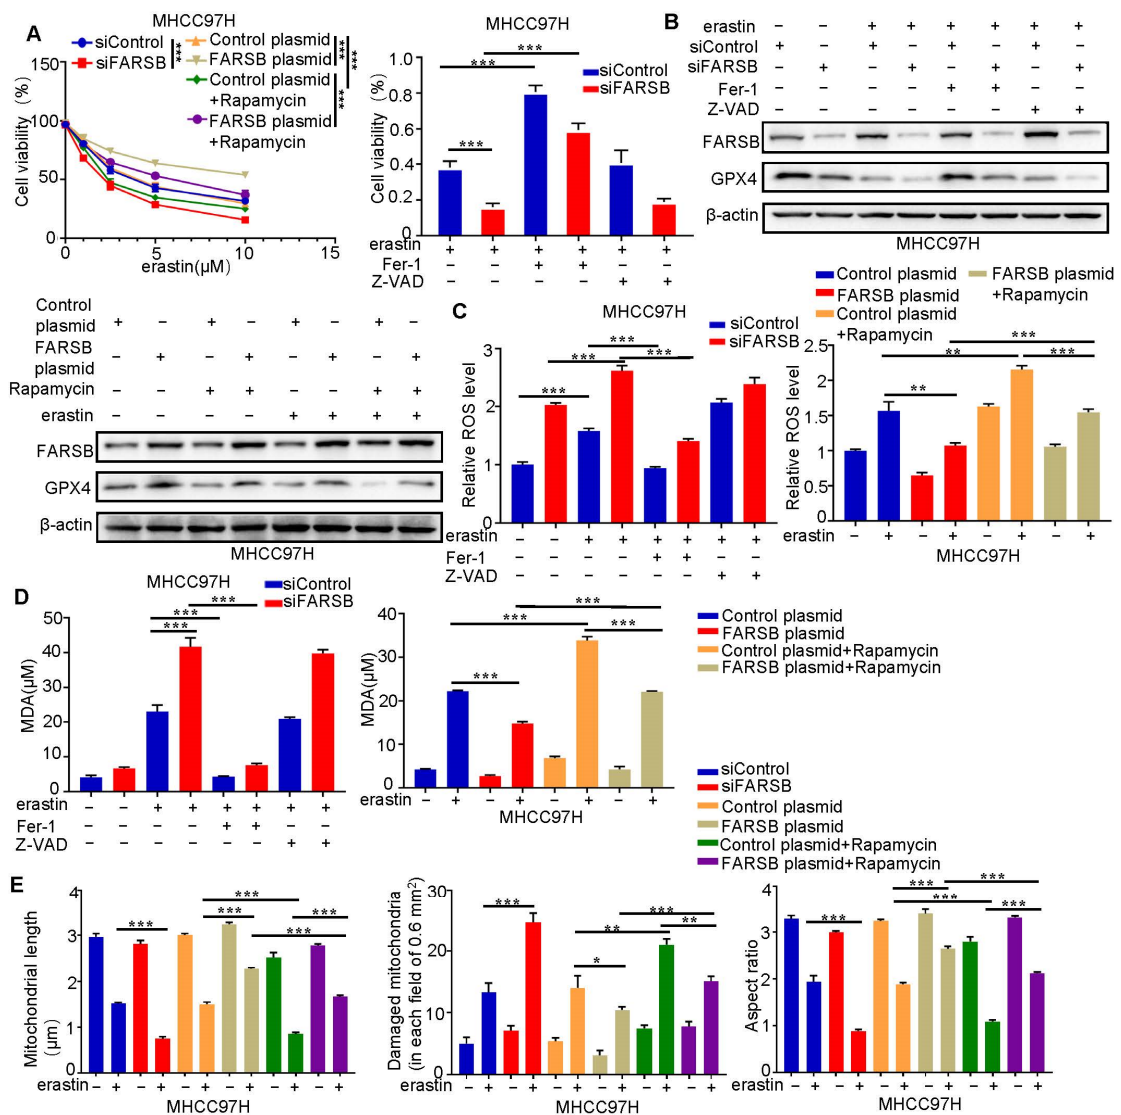 A
MHCC97H
siControl
siFARSB
***
Control plasmid
FARSB plasmid
Control plasmid
+Rapamycin
FARSB plasmid
+Rapamycin
***
***
***
Cell viability (%)
150
100
50
0
0 5 10 15
erastin(μM)
MHCC97H
siControl
siFARSB
Cell viability (%)
1.0
0.8
0.6
0.4
0.2
0
***
***
***
erastin + + + + + +
Fer-1 − − + + − −
Z-VAD − − − − + +
B
erastin + + + + + +
siControl + + + +
siFARSB + + + +
Fer-1 + +
Z-VAD + +
FARSB
GPX4
β-actin
MHCC97H
Control
plasmid + − + − + − + −
FARSB
plasmid − + − + − + − +
Rapamycin − − + + − − + +
erastin − − − − + + + +
FARSB
GPX4
β-actin
MHCC97H
C
MHCC97H
siControl
siFARSB
Relative ROS level
3
2
1
0
***
***
***
***
erastin − − + + + + + +
Fer-1 − − − − + + − −
Z-VAD − − − − − − + +
Control plasmid
FARSB plasmid
Control plasmid
+Rapamycin
FARSB plasmid
+Rapamycin
Relative ROS level
2.5
2
1.5
1
0.5
0
**
**
***
***
erastin − + − + − + − +
MHCC97H
D
MHCC97H
siControl
siFARSB
MDA(μM)
50
40
30
20
10
0
***
***
***
erastin − − + + + + + +
Fer-1 − − − − + + − −
Z-VAD − − − − − − + +
MDA(μM)
40
30
20
10
0
***
***
***
***
erastin − + − + − + − +
MHCC97H
Control plasmid
FARSB plasmid
Control plasmid+Rapamycin
FARSB plasmid+Rapamycin
siControl
siFARSB
Control plasmid
FARSB plasmid
Control plasmid+Rapamycin
FARSB plasmid+Rapamycin
E
Mitochondrial length
(μm)
4
3
2
1
0
***
***
***
***
***
erastin − + − + − + − + − + − +
MHCC97H
Damaged mitochondria
(in each field of 0.6 mm²)
30
20
10
0
***
**
*
***
**
erastin − + − + − + − + − + − +
MHCC97H
Aspect ratio
4
3
2
1
0
***
***
***
***
***
erastin − + − + − + − + − + − +
MHCC97H